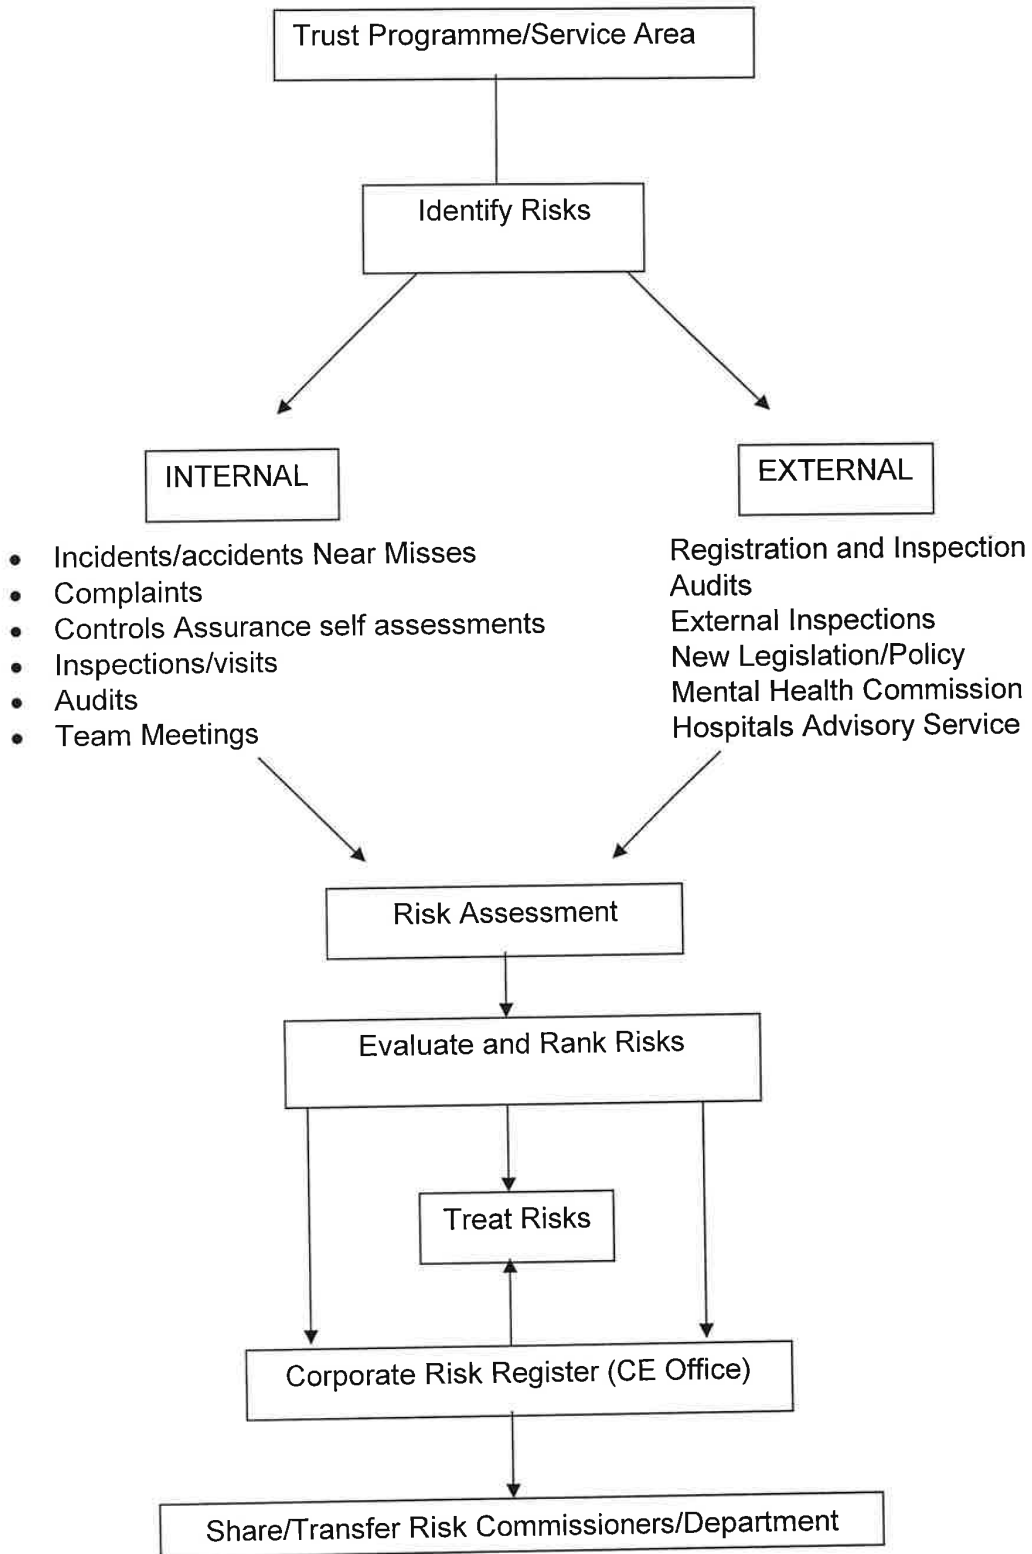 Trust Programme/Service Area
Identify Risks
INTERNAL
• Incidents/accidents Near Misses
• Complaints
• Controls Assurance self assessments
• Inspections/visits
• Audits
• Team Meetings
EXTERNAL
Registration and Inspection
Audits
External Inspections
New Legislation/Policy
Mental Health Commission
Hospitals Advisory Service
Risk Assessment
Evaluate and Rank Risks
Treat Risks
Corporate Risk Register (CE Office)
Share/Transfer Risk Commissioners/Department